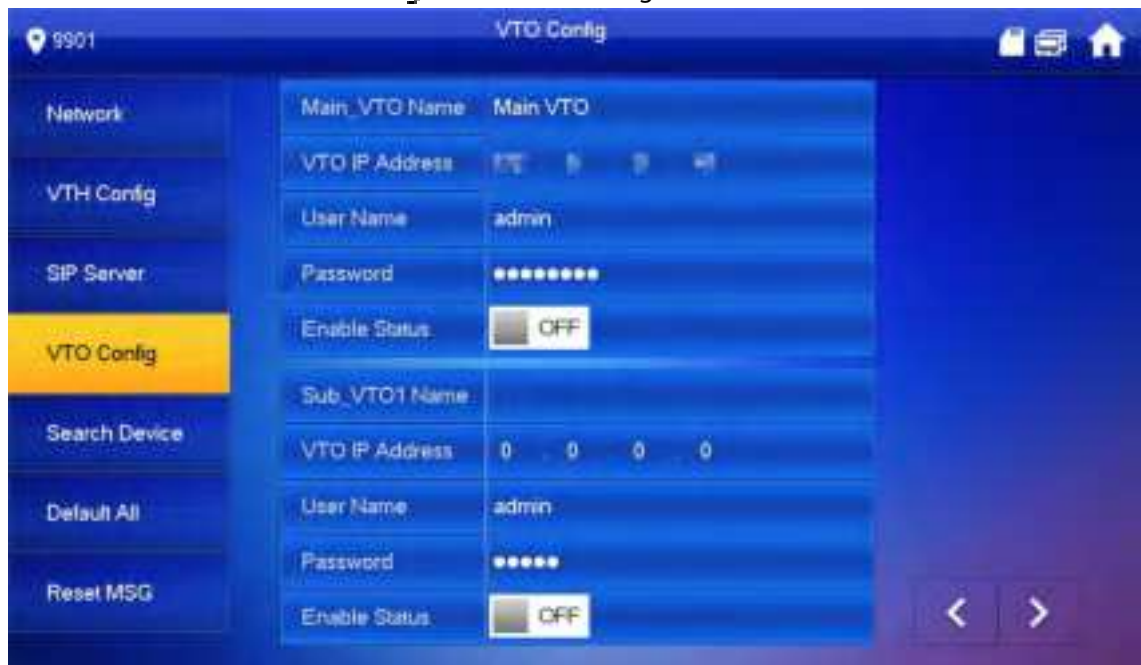 9901
VTO Config
Network
VTH Config
SIP Server
VTO Config
Search Device
Default All
Reset MSG
Main_VTO Name Main VTO
VTO IP Address
User Name admin
Password ••••••••
Enable Status OFF
Sub_VTO1 Name
VTO IP Address 0 . 0 . 0 . 0
User Name admin
Password •••••
Enable Status OFF